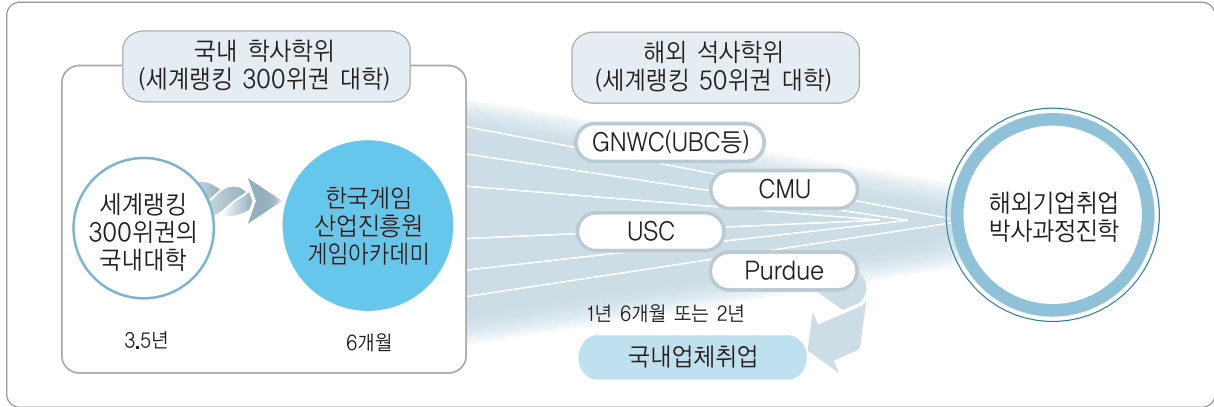 국내 학사학위
(세계랭킹 300위권 대학)
세계랭킹
300위권의
국내대학
3.5년
한국게임
산업진흥원
게임아카데미
6개월
해외 석사학위
(세계랭킹 50위권 대학)
GNWC(UBC등)
CMU
USC
Purdue
1년 6개월 또는 2년
국내업체취업
해외기업취업
박사과정진학